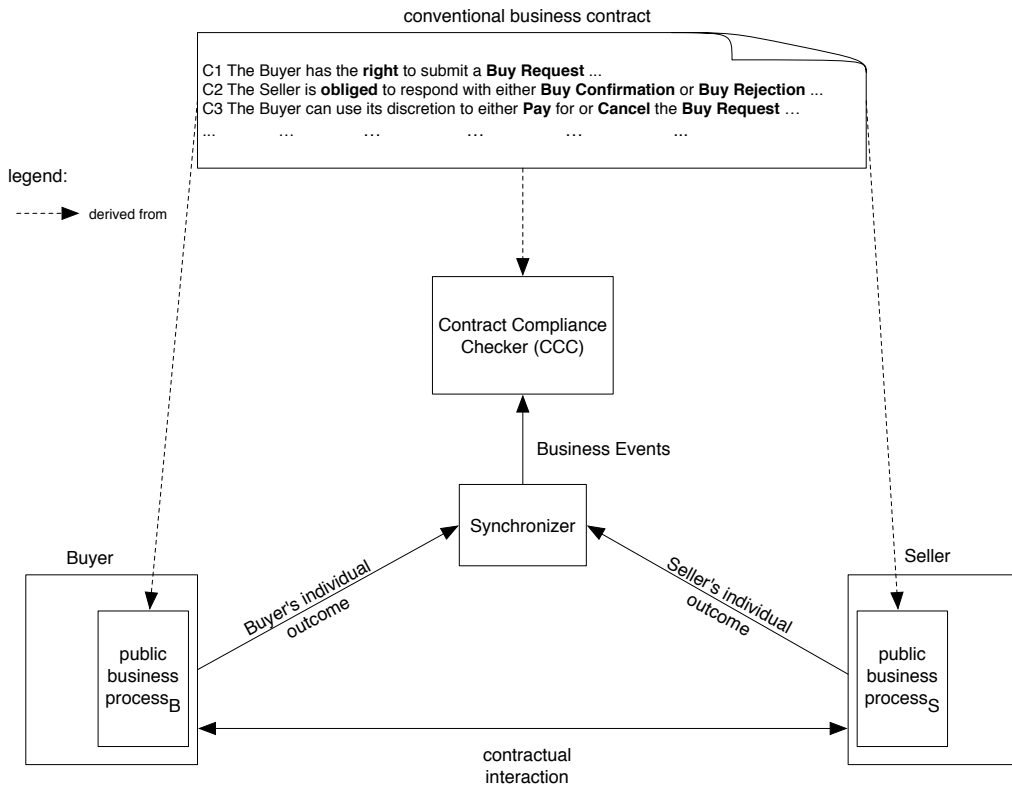 conventional business contract
C1 The Buyer has the right to submit a Buy Request ...
C2 The Seller is obliged to respond with either Buy Confirmation or Buy Rejection ...
C3 The Buyer can use its discretion to either Pay for or Cancel the Buy Request ...
... ... ... ... ... ...
legend:
derived from
Contract Compliance
Checker (CCC)
Business Events
Synchronizer
Buyer
Seller
Buyer's individual
outcome
Seller's individual
outcome
public
business
processB
public
business
processS
contractual
interaction